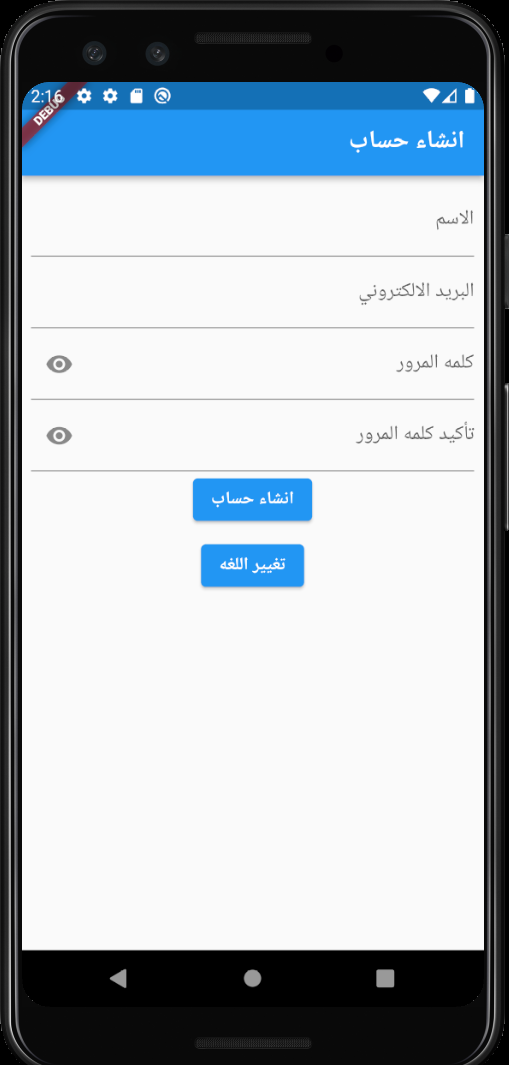 2:16
DEBUG
انشاء حساب
الاسم
البريد الالكتروني
كلمه المرور
تأكيد كلمه المرور
انشاء حساب
تغيير اللغه